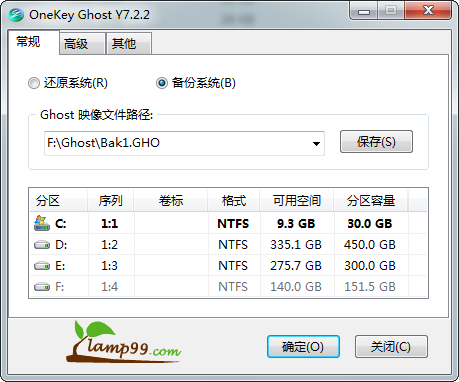 OneKey Ghost Y7.2.2
常规 高级 其他
还原系统(R) 备份系统(B)
Ghost 映像文件路径:
F:\Ghost\Bak1.GHO 保存(S)
分区 序列 卷标 格式 可用空间 分区容量
C: 1:1 NTFS 9.3 GB 30.0 GB
D: 1:2 NTFS 335.1 GB 450.0 GB
E: 1:3 NTFS 275.7 GB 300.0 GB
F: 1:4 NTFS 140.0 GB 151.5 GB
lamp99.com 确定(O) 关闭(C)